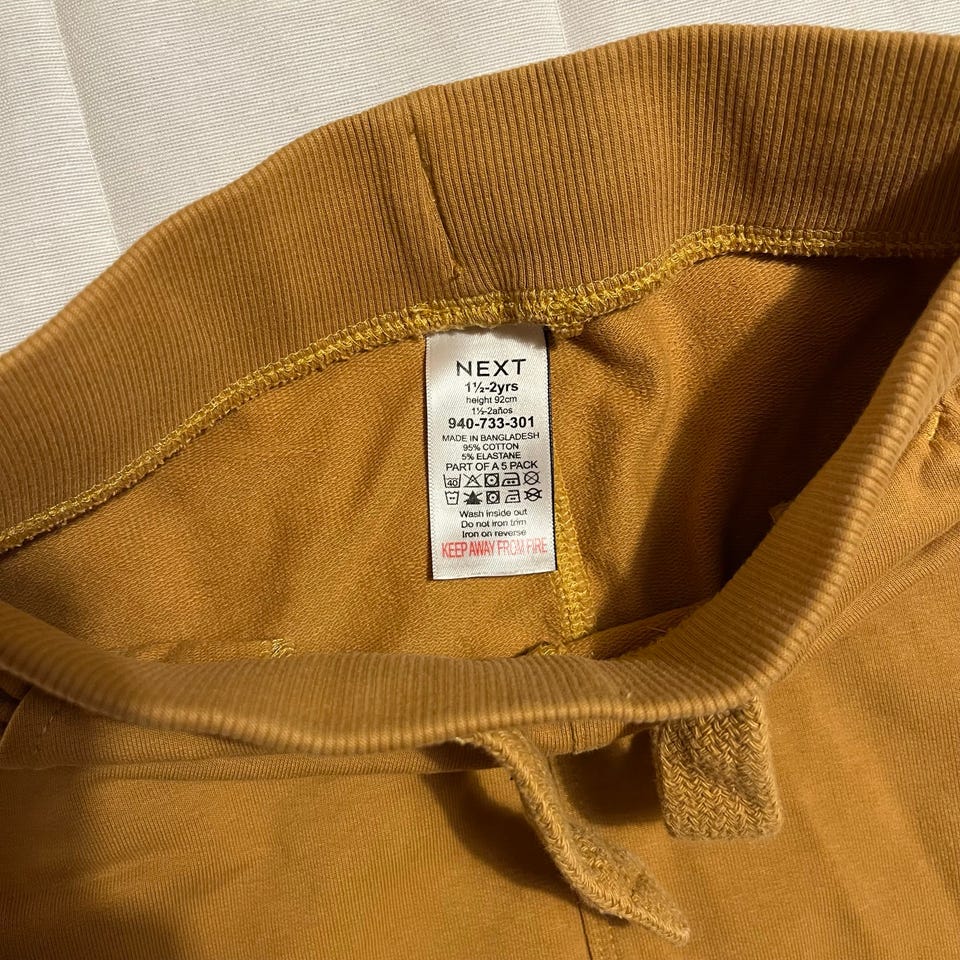 NEXT
1½-2yrs
height 92cm
1½-2años
940-733-301
MADE IN BANGLADESH
95% COTTON
5% ELASTANE
PART OF A 5 PACK
40
Wash inside out
Do not iron trim
Iron on reverse
KEEP AWAY FROM FIRE